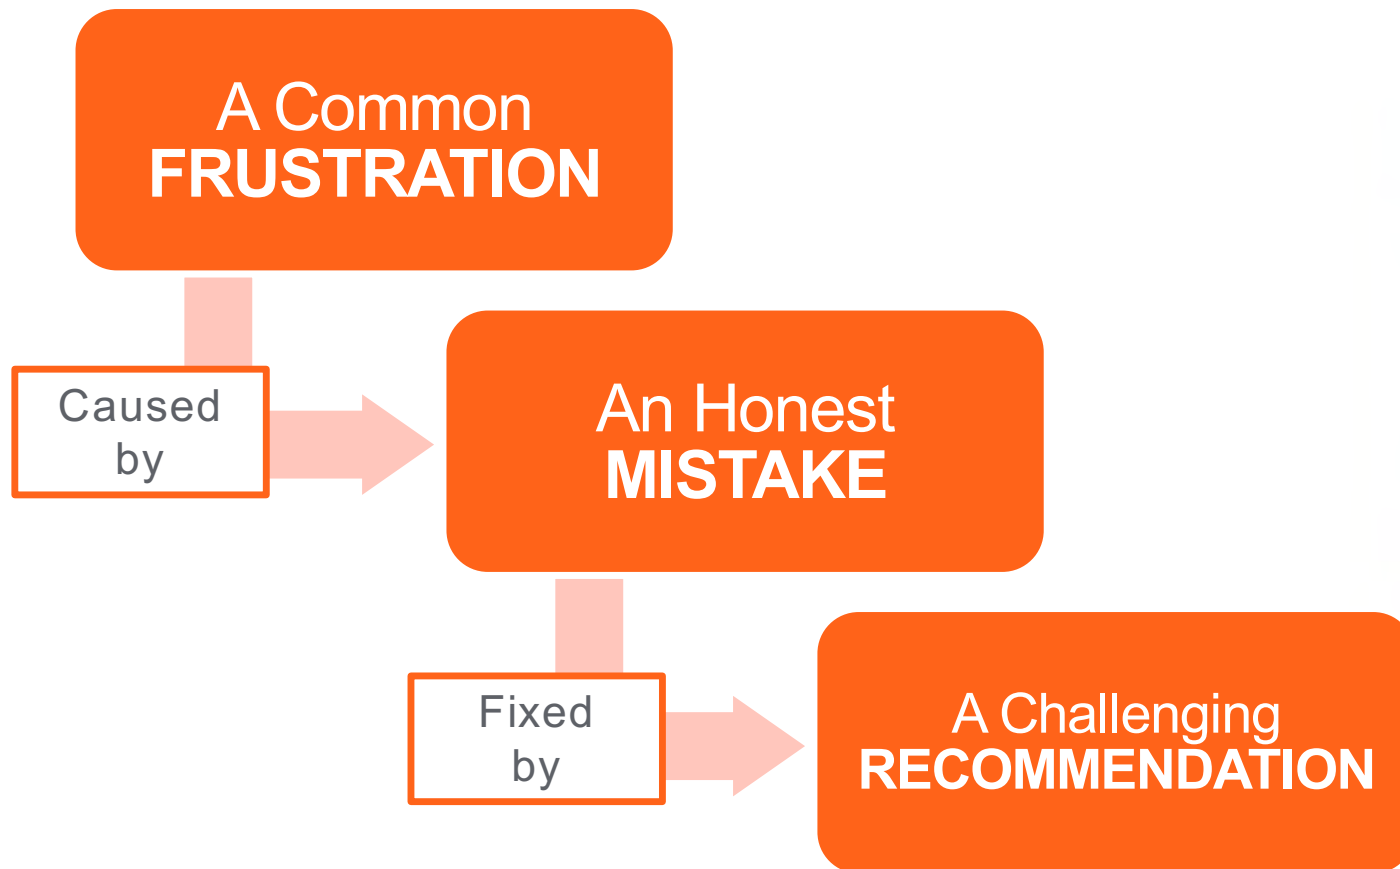 A Common
FRUSTRATION
Caused
by
An Honest
MISTAKE
Fixed
by
A Challenging
RECOMMENDATION